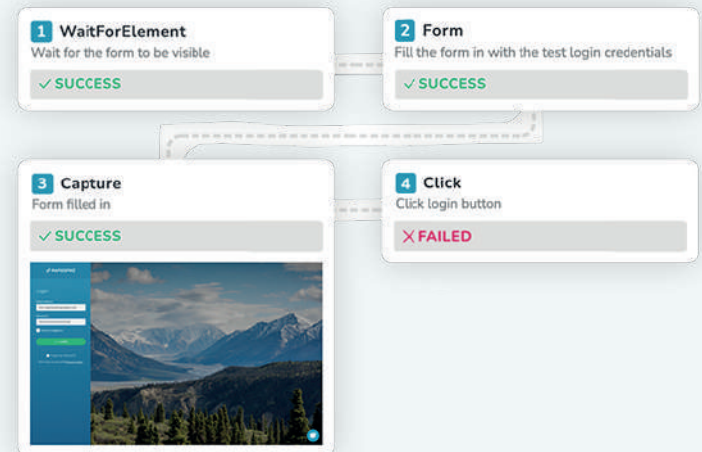 1 WaitForElement
Wait for the form to be visible
✓ SUCCESS
2 Form
Fill the form in with the test login credentials
✓ SUCCESS
3 Capture
Form filled in
✓ SUCCESS
4 Click
Click login button
✕ FAILED